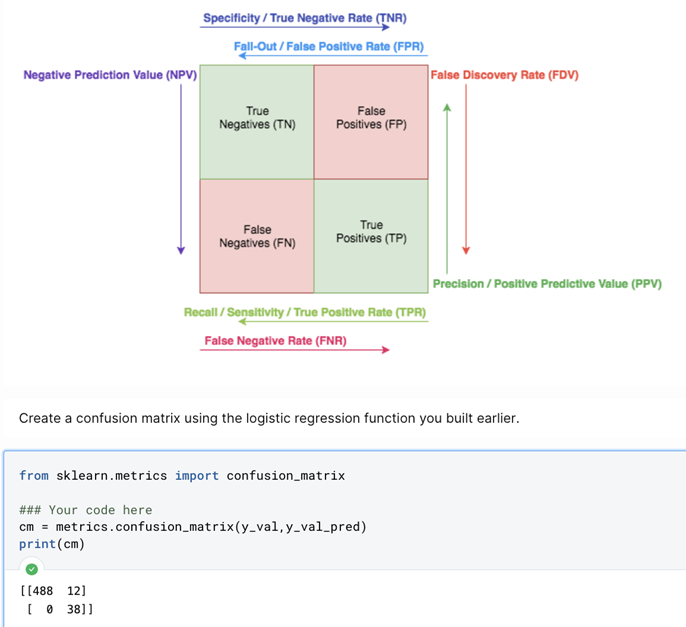 Specificity / True Negative Rate (TNR)
Fall-Out / False Positive Rate (FPR)
Negative Prediction Value (NPV)
False Discovery Rate (FDV)
True
Negatives (TN)
False
Positives (FP)
False
Negatives (FN)
True
Positives (TP)
Precision / Positive Predictive Value (PPV)
Recall / Sensitivity / True Positive Rate (TPR)
False Negative Rate (FNR)
Create a confusion matrix using the logistic regression function you built earlier.
from sklearn.metrics import confusion_matrix
### Your code here
cm = metrics.confusion_matrix(y_val,y_val_pred)
print(cm)
[[488  12]
 [  0  38]]